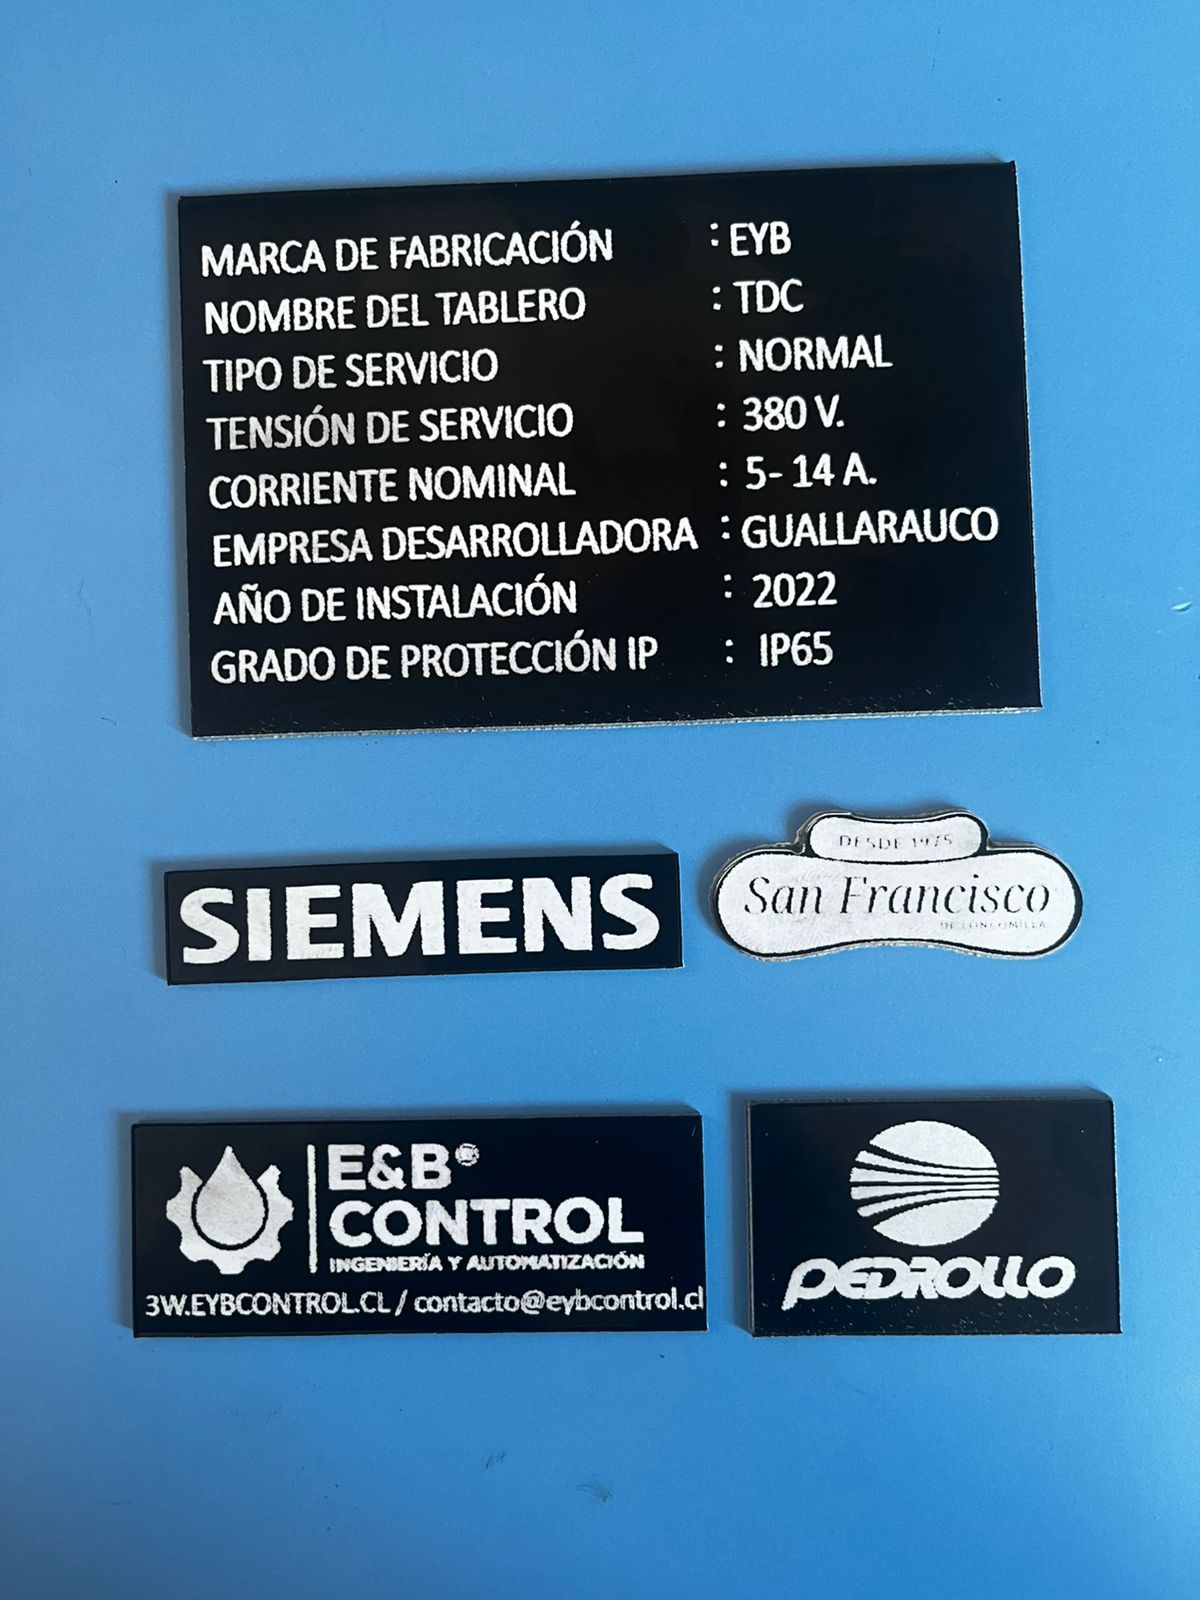 MARCA DE FABRICACIÓN : EYB
NOMBRE DEL TABLERO : TDC
TIPO DE SERVICIO : NORMAL
TENSIÓN DE SERVICIO : 380 V.
CORRIENTE NOMINAL : 5- 14 A.
EMPRESA DESARROLLADORA : GUALLARAUCO
AÑO DE INSTALACIÓN : 2022
GRADO DE PROTECCIÓN IP : IP65
SIEMENS
DESDE 1975
San Francisco
DE LONCOMILLA
E&B®
CONTROL
INGENIERÍA Y AUTOMATIZACIÓN
3W.EYBCONTROL.CL / contacto@eybcontrol.cl
PEDROLLO